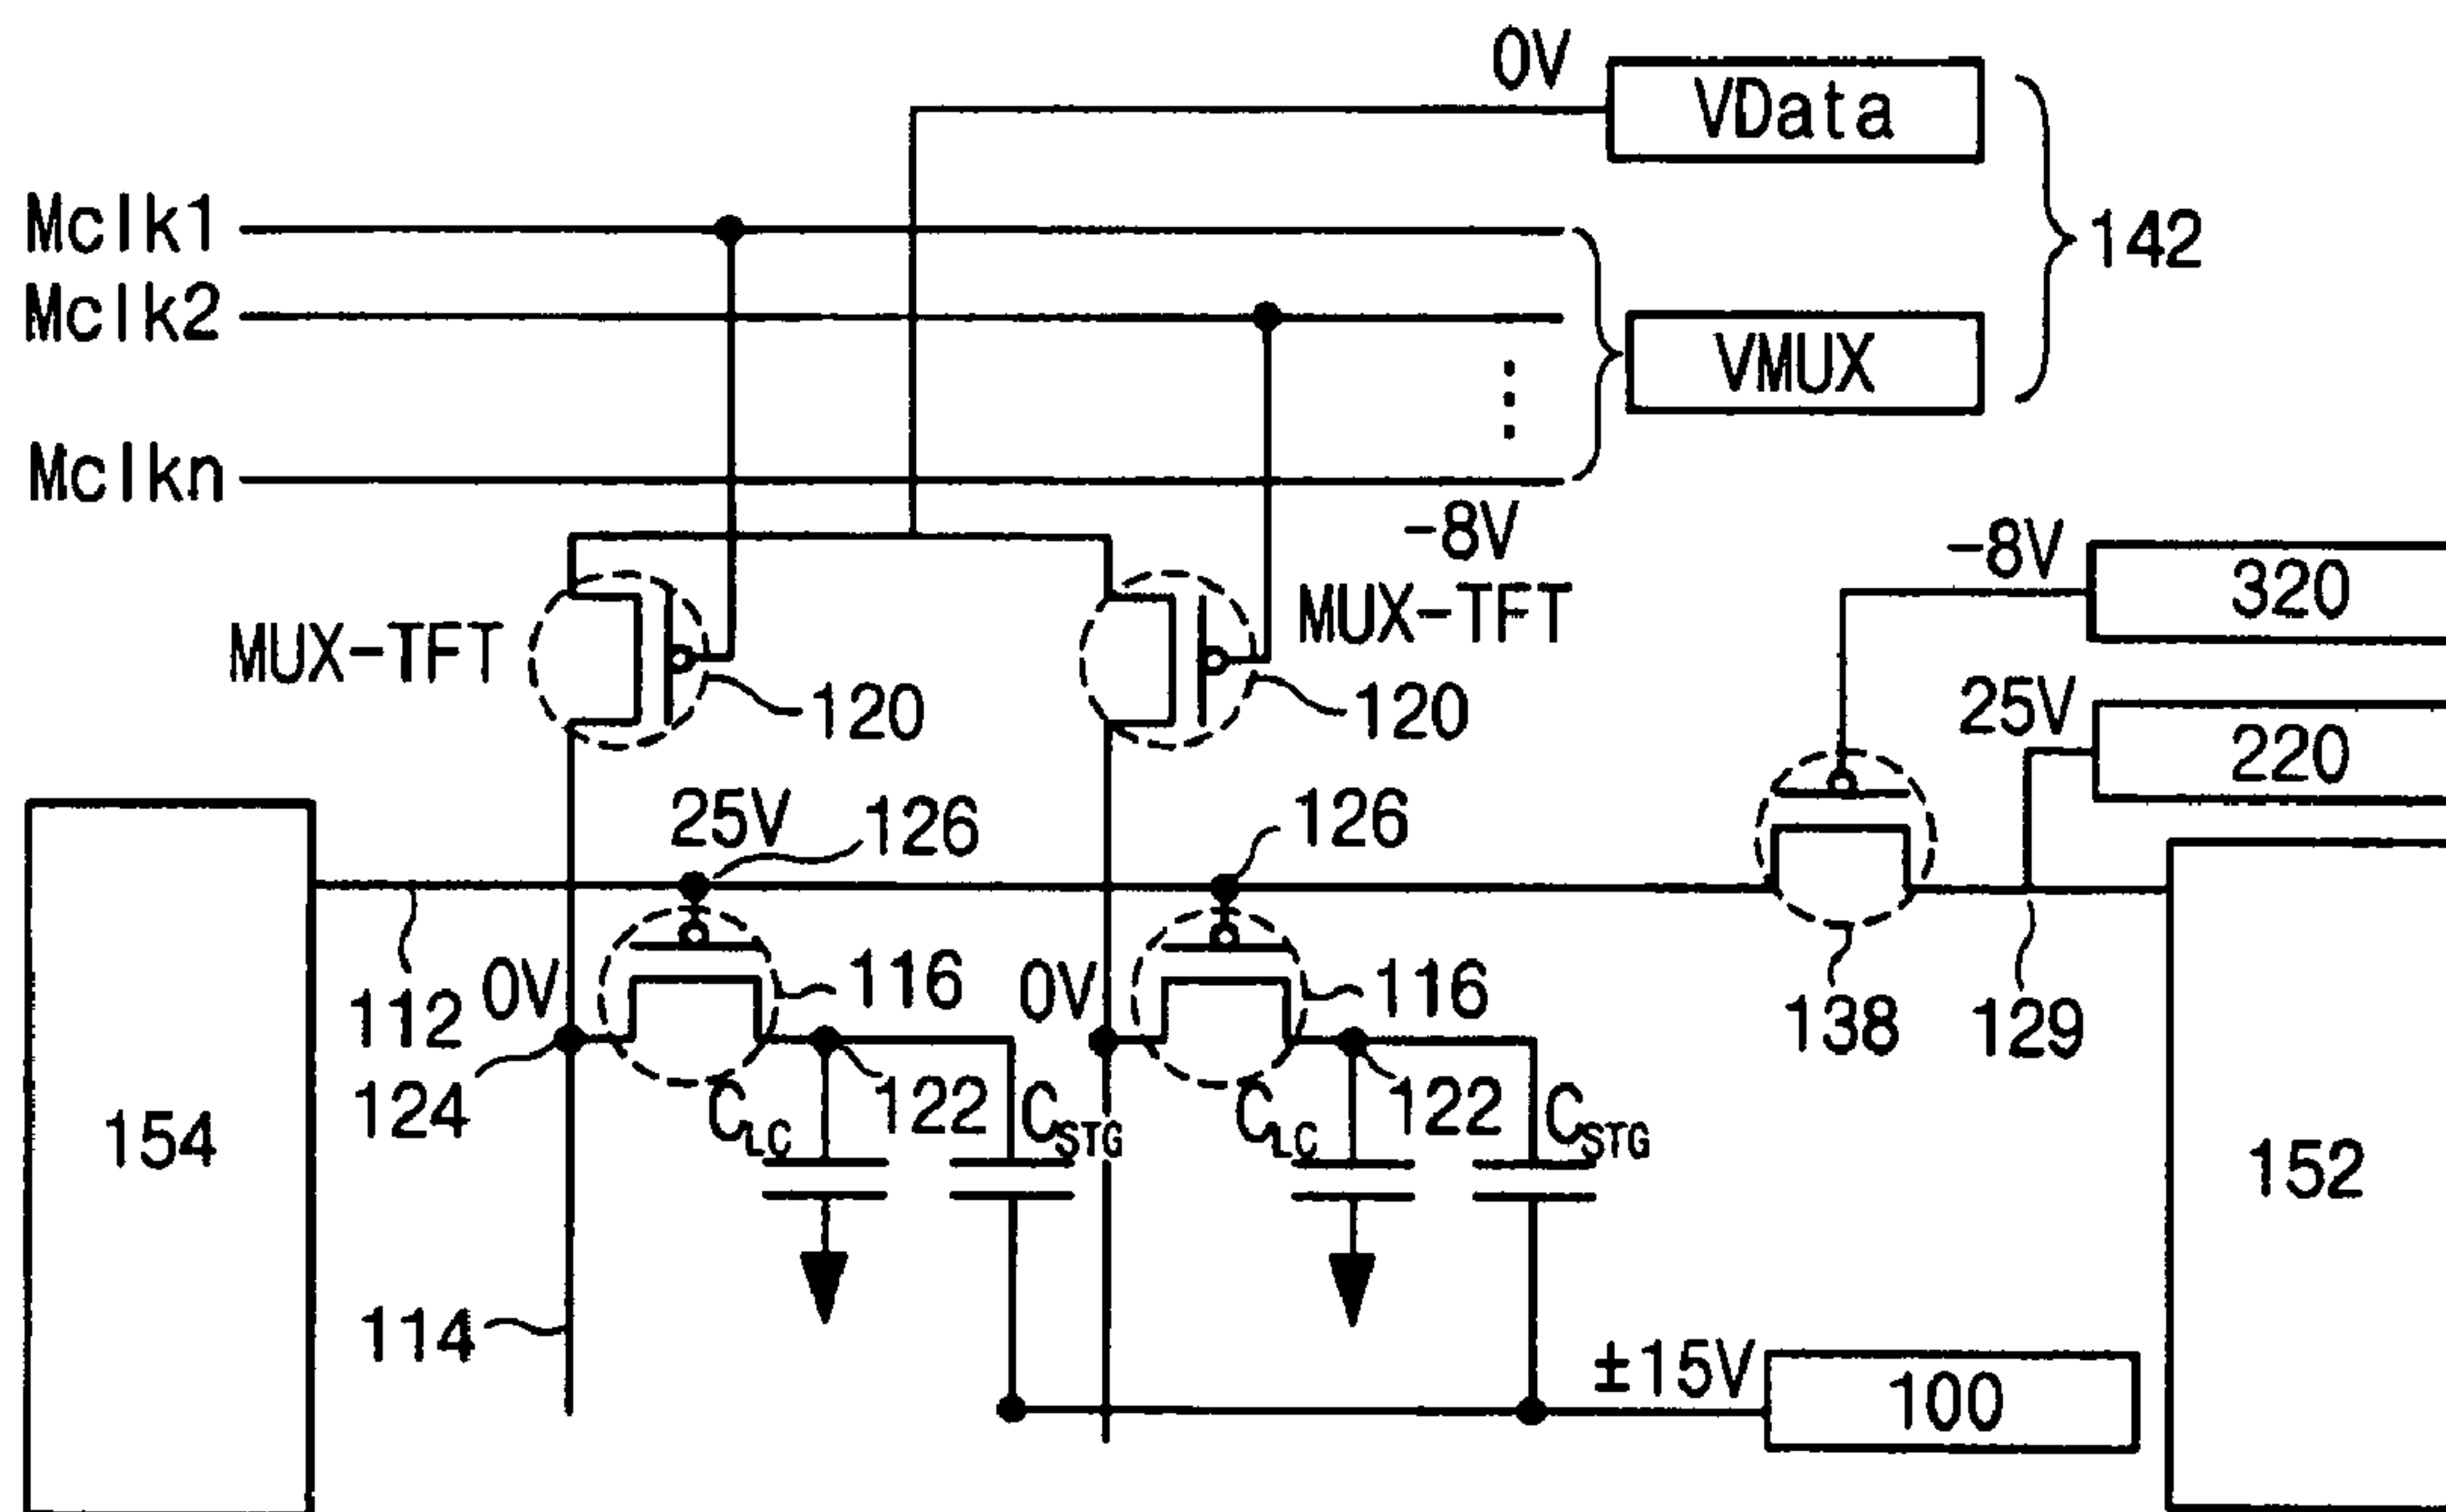 0V
VData
Mclk1
142
Mclk2
VMUX
Mclkn
-8V
-8V
320
MUX-TFT
MUX-TFT
120
120
25V
220
25V
126
126
112
0V
116
0V
116
138
129
124
CLC
122
CSTG
CLC
122
CSTG
154
152
114
±15V
100